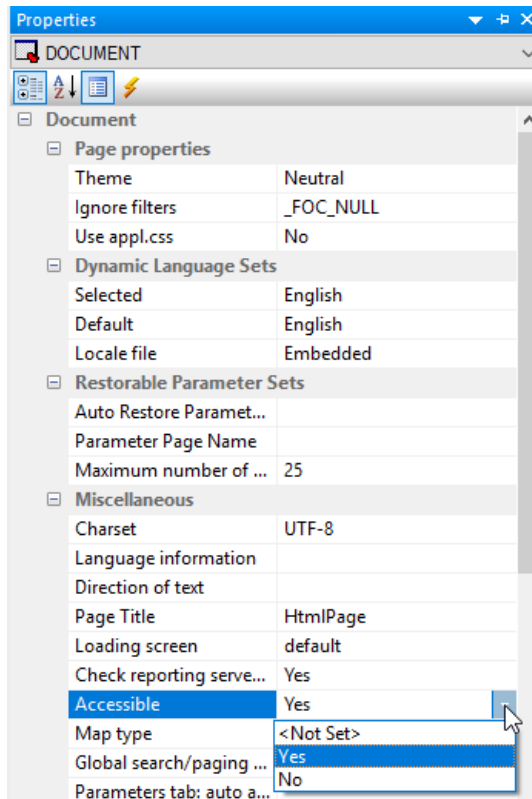 Properties
DOCUMENT
Document
Page properties
Theme Neutral
Ignore filters _FOC_NULL
Use appl.css No
Dynamic Language Sets
Selected English
Default English
Locale file Embedded
Restorable Parameter Sets
Auto Restore Paramet...
Parameter Page Name
Maximum number of ... 25
Miscellaneous
Charset UTF-8
Language information
Direction of text
Page Title HtmlPage
Loading screen default
Check reporting serve... Yes
Accessible Yes
Map type <Not Set>
Global search/paging ... Yes
No
Parameters tab: auto a...